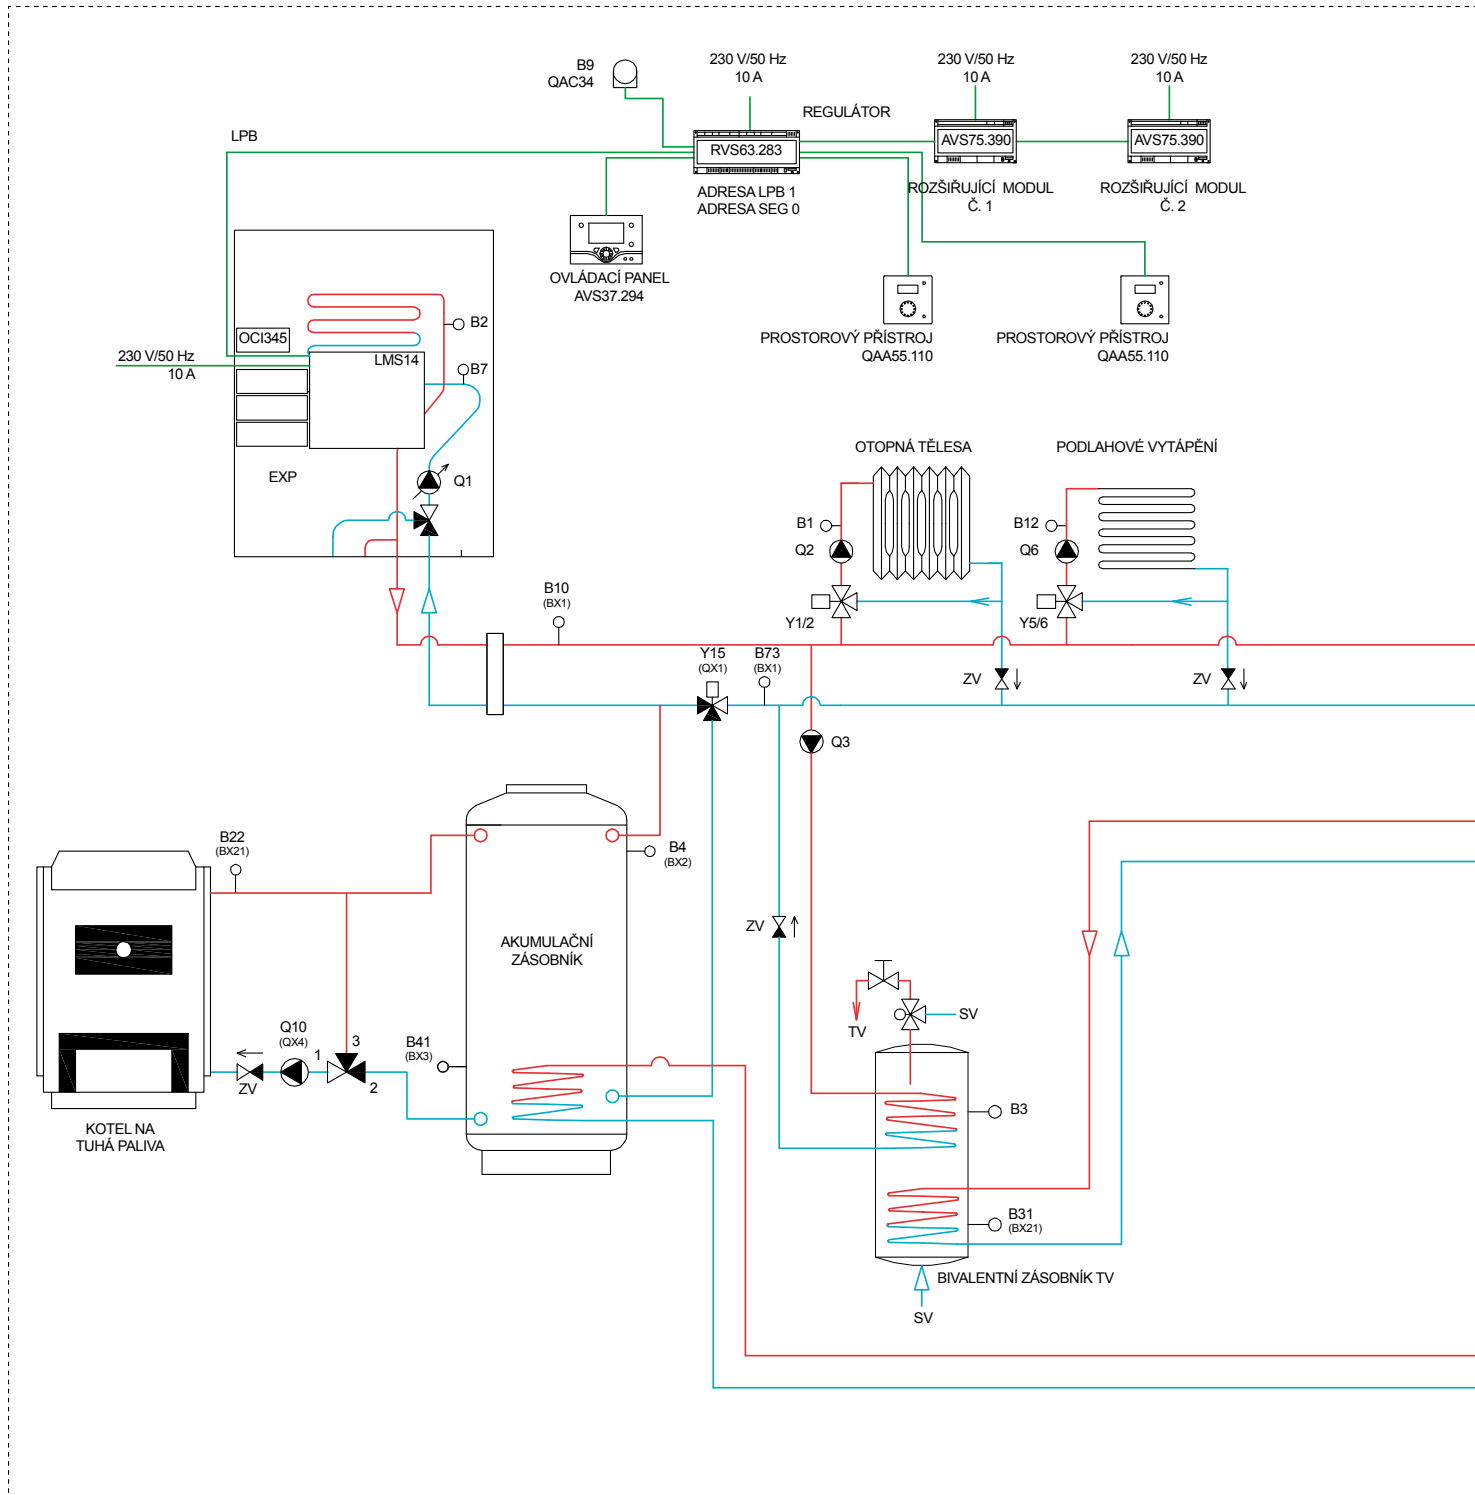 B9
QAC34
230 V/50 Hz
10 A
230 V/50 Hz
10 A
230 V/50 Hz
10 A
REGULÁTOR
LPB
RVS63.283
AVS75.390
AVS75.390
ADRESA LPB 1
ADRESA SEG 0
ROZŠIŘUJÍCÍ MODUL
Č. 1
ROZŠIŘUJÍCÍ MODUL
Č. 2
OVLÁDACÍ PANEL
AVS37.294
PROSTOROVÝ PŘÍSTROJ
QAA55.110
PROSTOROVÝ PŘÍSTROJ
QAA55.110
B2
OCI345
LMS14
230 V/50 Hz
10 A
B7
EXP
Q1
OTOPNÁ TĚLESA
PODLAHOVÉ VYTÁPĚNÍ
B1
Q2
Y1/2
B12
Q6
Y5/6
B10
(BX1)
Y15
(QX1)
B73
(BX1)
ZV
ZV
Q3
B22
(BX21)
B4
(BX2)
AKUMULAČNÍ
ZÁSOBNÍK
ZV
TV
SV
Q10
(QX4)
1
3
2
ZV
B41
(BX3)
KOTEL NA
TUHÁ PALIVA
B3
B31
(BX21)
BIVALENTNÍ ZÁSOBNÍK TV
SV